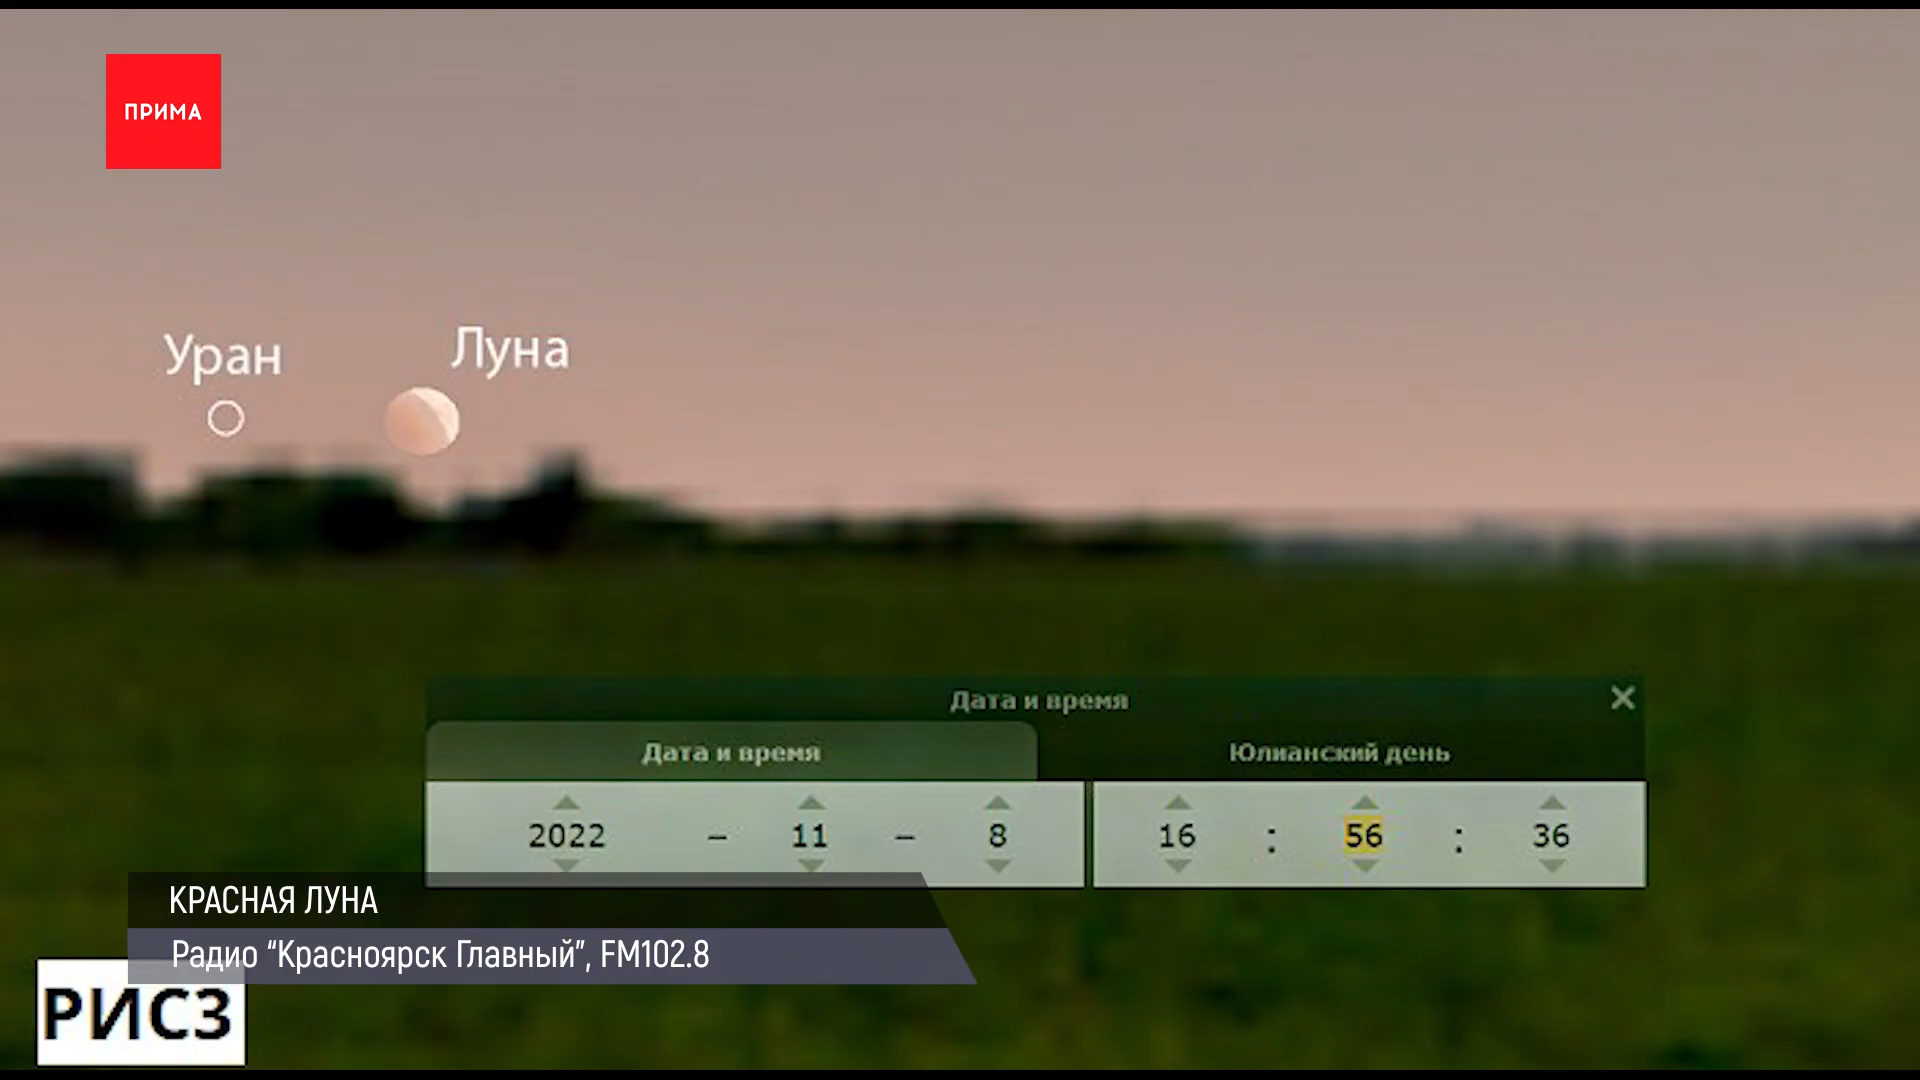 ПРИМА
Уран
Луна
Дата и время
Дата и время
Юлианский день
2022 – 11 – 8 16 : 56 : 36
КРАСНАЯ ЛУНА
Радио “Красноярск Главный”, FM102.8
РИС3